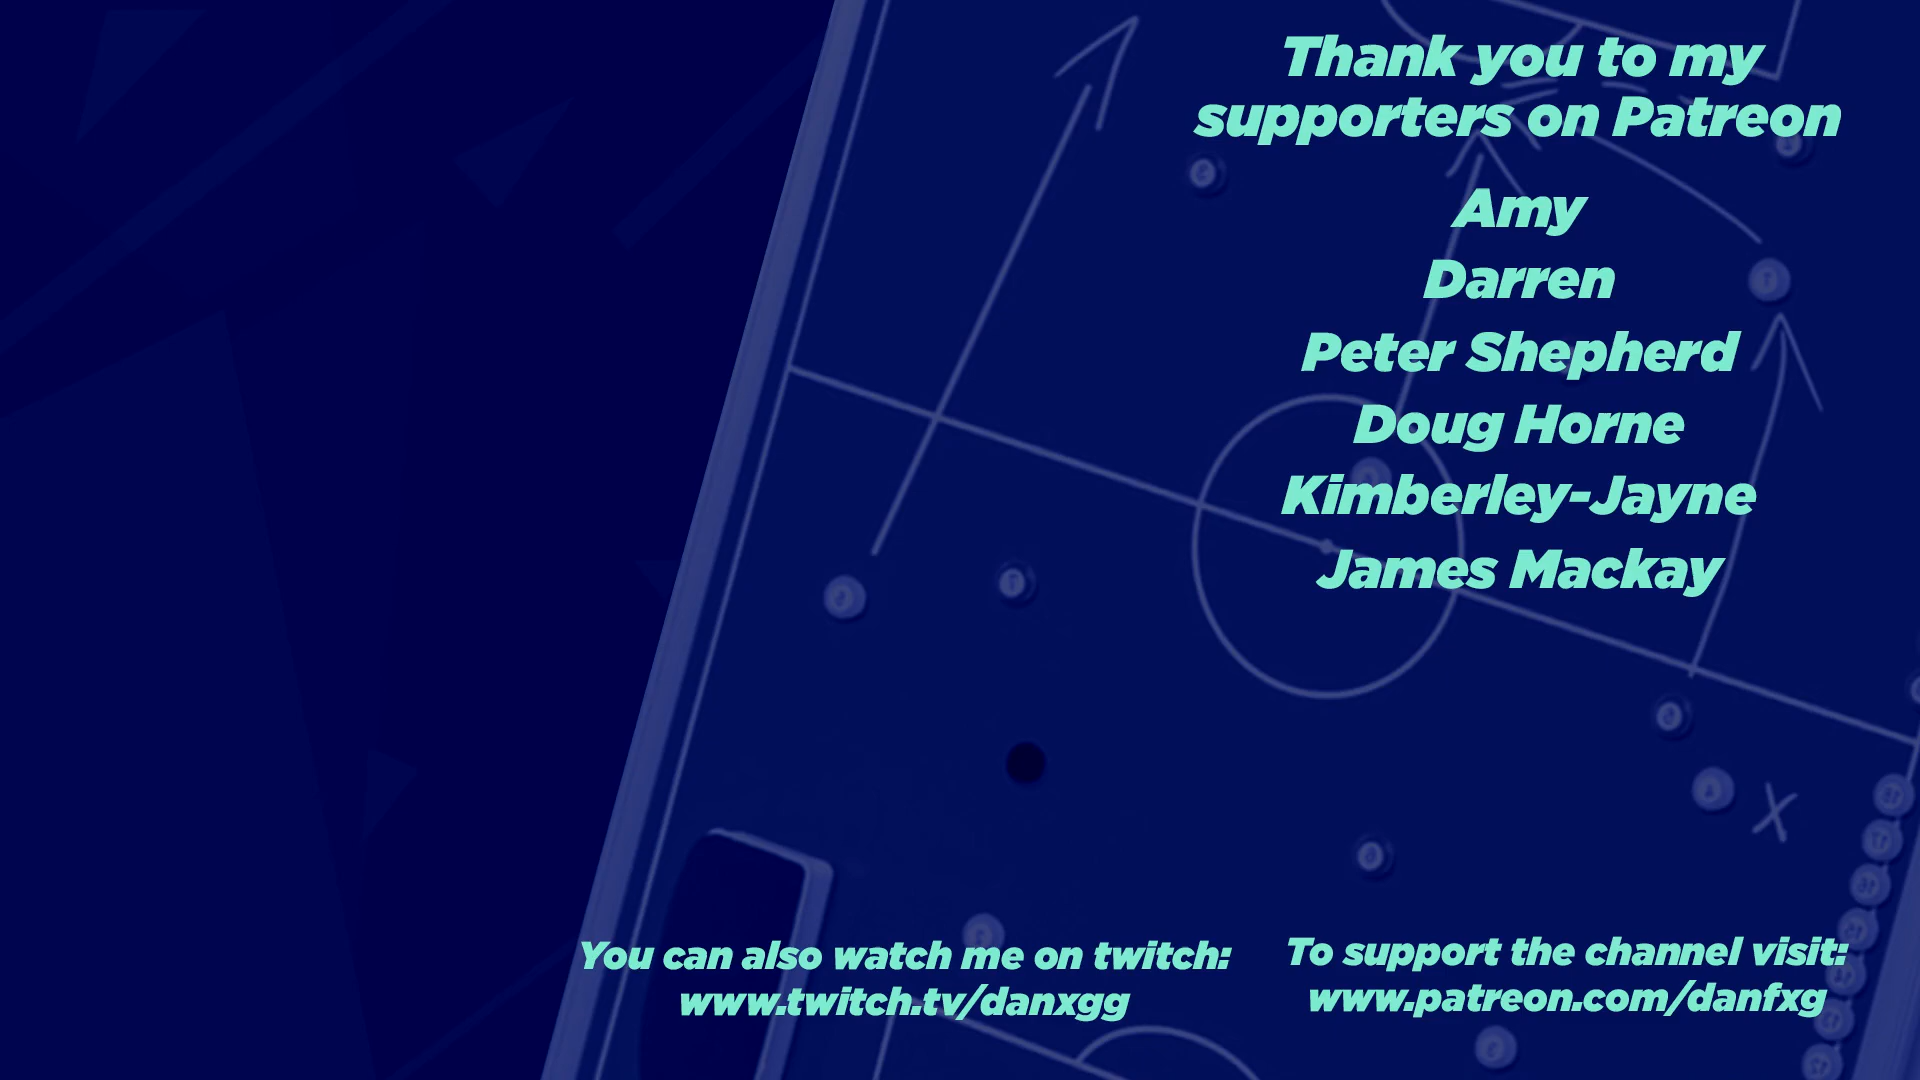 Thank you to my
supporters on Patreon
Amy
Darren
Peter Shepherd
Doug Horne
Kimberley-Jayne
James Mackay
You can also watch me on twitch:
www.twitch.tv/danxgg
To support the channel visit:
www.patreon.com/danfxg